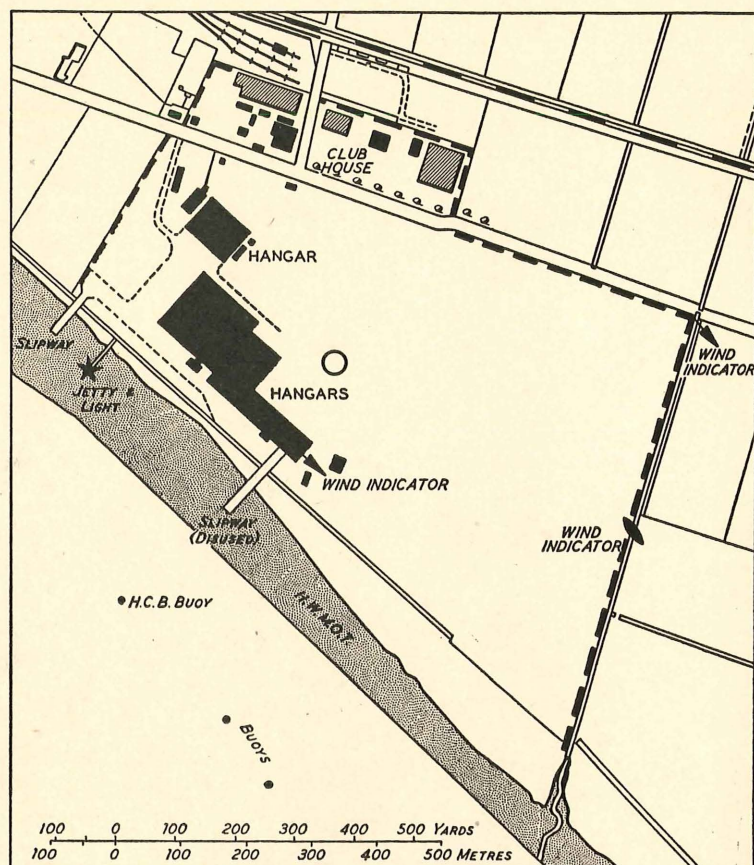 CLUB
HOUSE
HANGAR
WIND
INDICATOR
SLIPWAY
JETTY &
LIGHT
HANGARS
WIND INDICATOR
SLIPWAY
(DISUSED)
WIND
INDICATOR
H.C.B. BUOY
H.W.M.O.T.
BUOYS
100 0 100 200 300 400 500 YARDS
100 0 100 200 300 400 500 METRES